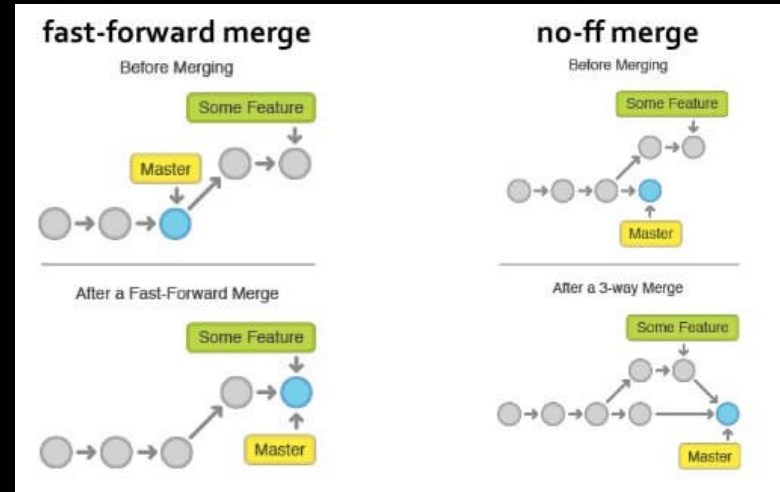 fast-forward merge
Before Merging
Some Feature
Master
After a Fast-Forward Merge
Some Feature
Master
no-ff merge
Before Merging
Some Feature
Master
After a 3-way Merge
Some Feature
Master